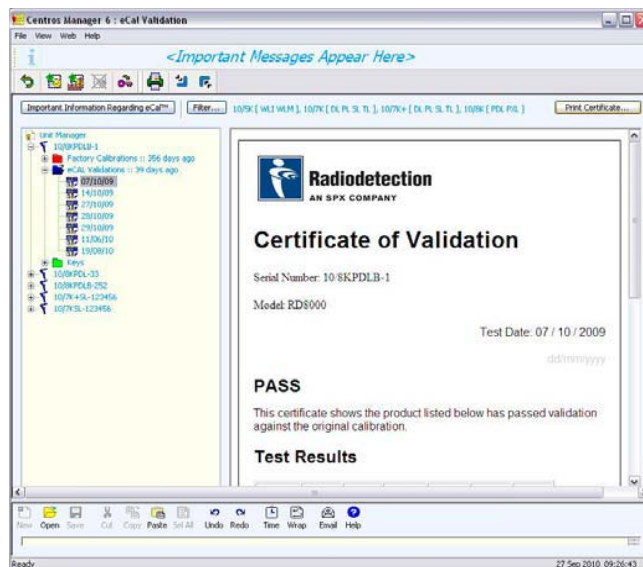 Centros Manager 6 : eCal Validation
File View Web Help
<Important Messages Appear Here>
Important Information Regarding eCal™
Filter...
10/5K [ WLI WLM ], 10/7K [ DL PL SL TL ], 10/7K+ [ DL PL SL TL ], 10/8K [ PDL PXL ]
Print Certificate...
Unit Manager
10/8KPDLB-1
Factory Calibrations :: 356 days ago
eCAL Validations :: 39 days ago
07/10/09
14/10/09
27/10/09
28/10/09
29/10/09
11/06/10
19/08/10
Keys
10/8KPDL-33
10/8KPDLB-252
10/7K+SL-123456
10/7KSL-123456
Radiodetection
AN SPX COMPANY
Certificate of Validation
Serial Number: 10/8KPDLB-1
Model: RD8000
Test Date: 07 / 10 / 2009
dd/mm/yyyy
PASS
This certificate shows the product listed below has passed validation
against the original calibration.
Test Results
New Open Save Cut Copy Paste Sel All Undo Redo Time Wrap Email Help
Ready
27 Sep 2010 09:26:43